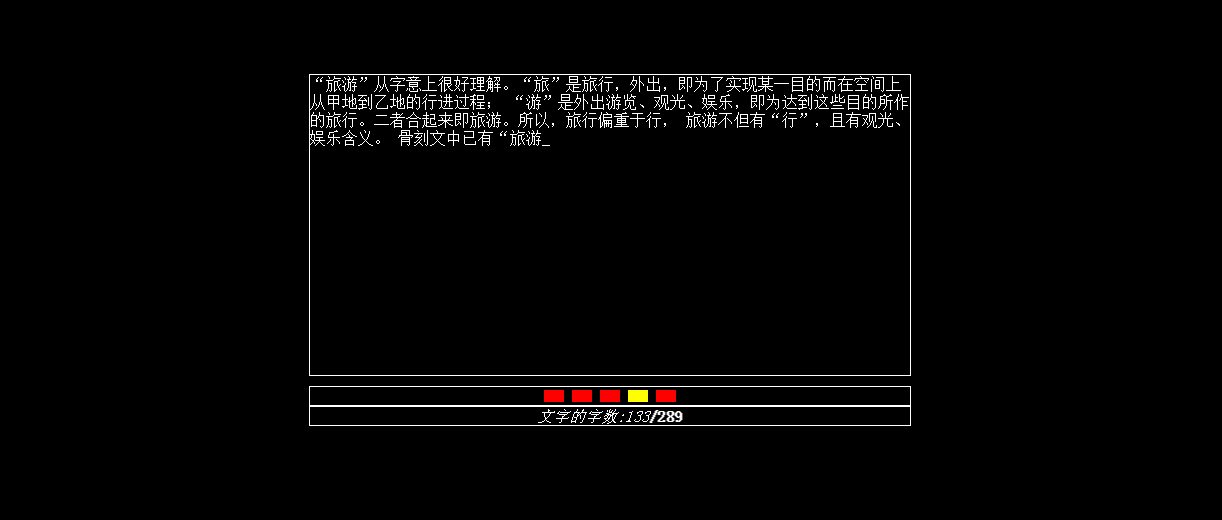 “旅游”从字意上很好理解。“旅”是旅行，外出，即为了实现某一目的而在空间上
从甲地到乙地的行进过程； “游”是外出游览、观光、娱乐，即为达到这些目的所作
的旅行。二者合起来即旅游。所以，旅行偏重于行， 旅游不但有“行”，且有观光、
娱乐含义。 骨刻文中已有“旅游_
文字的字数:133/289